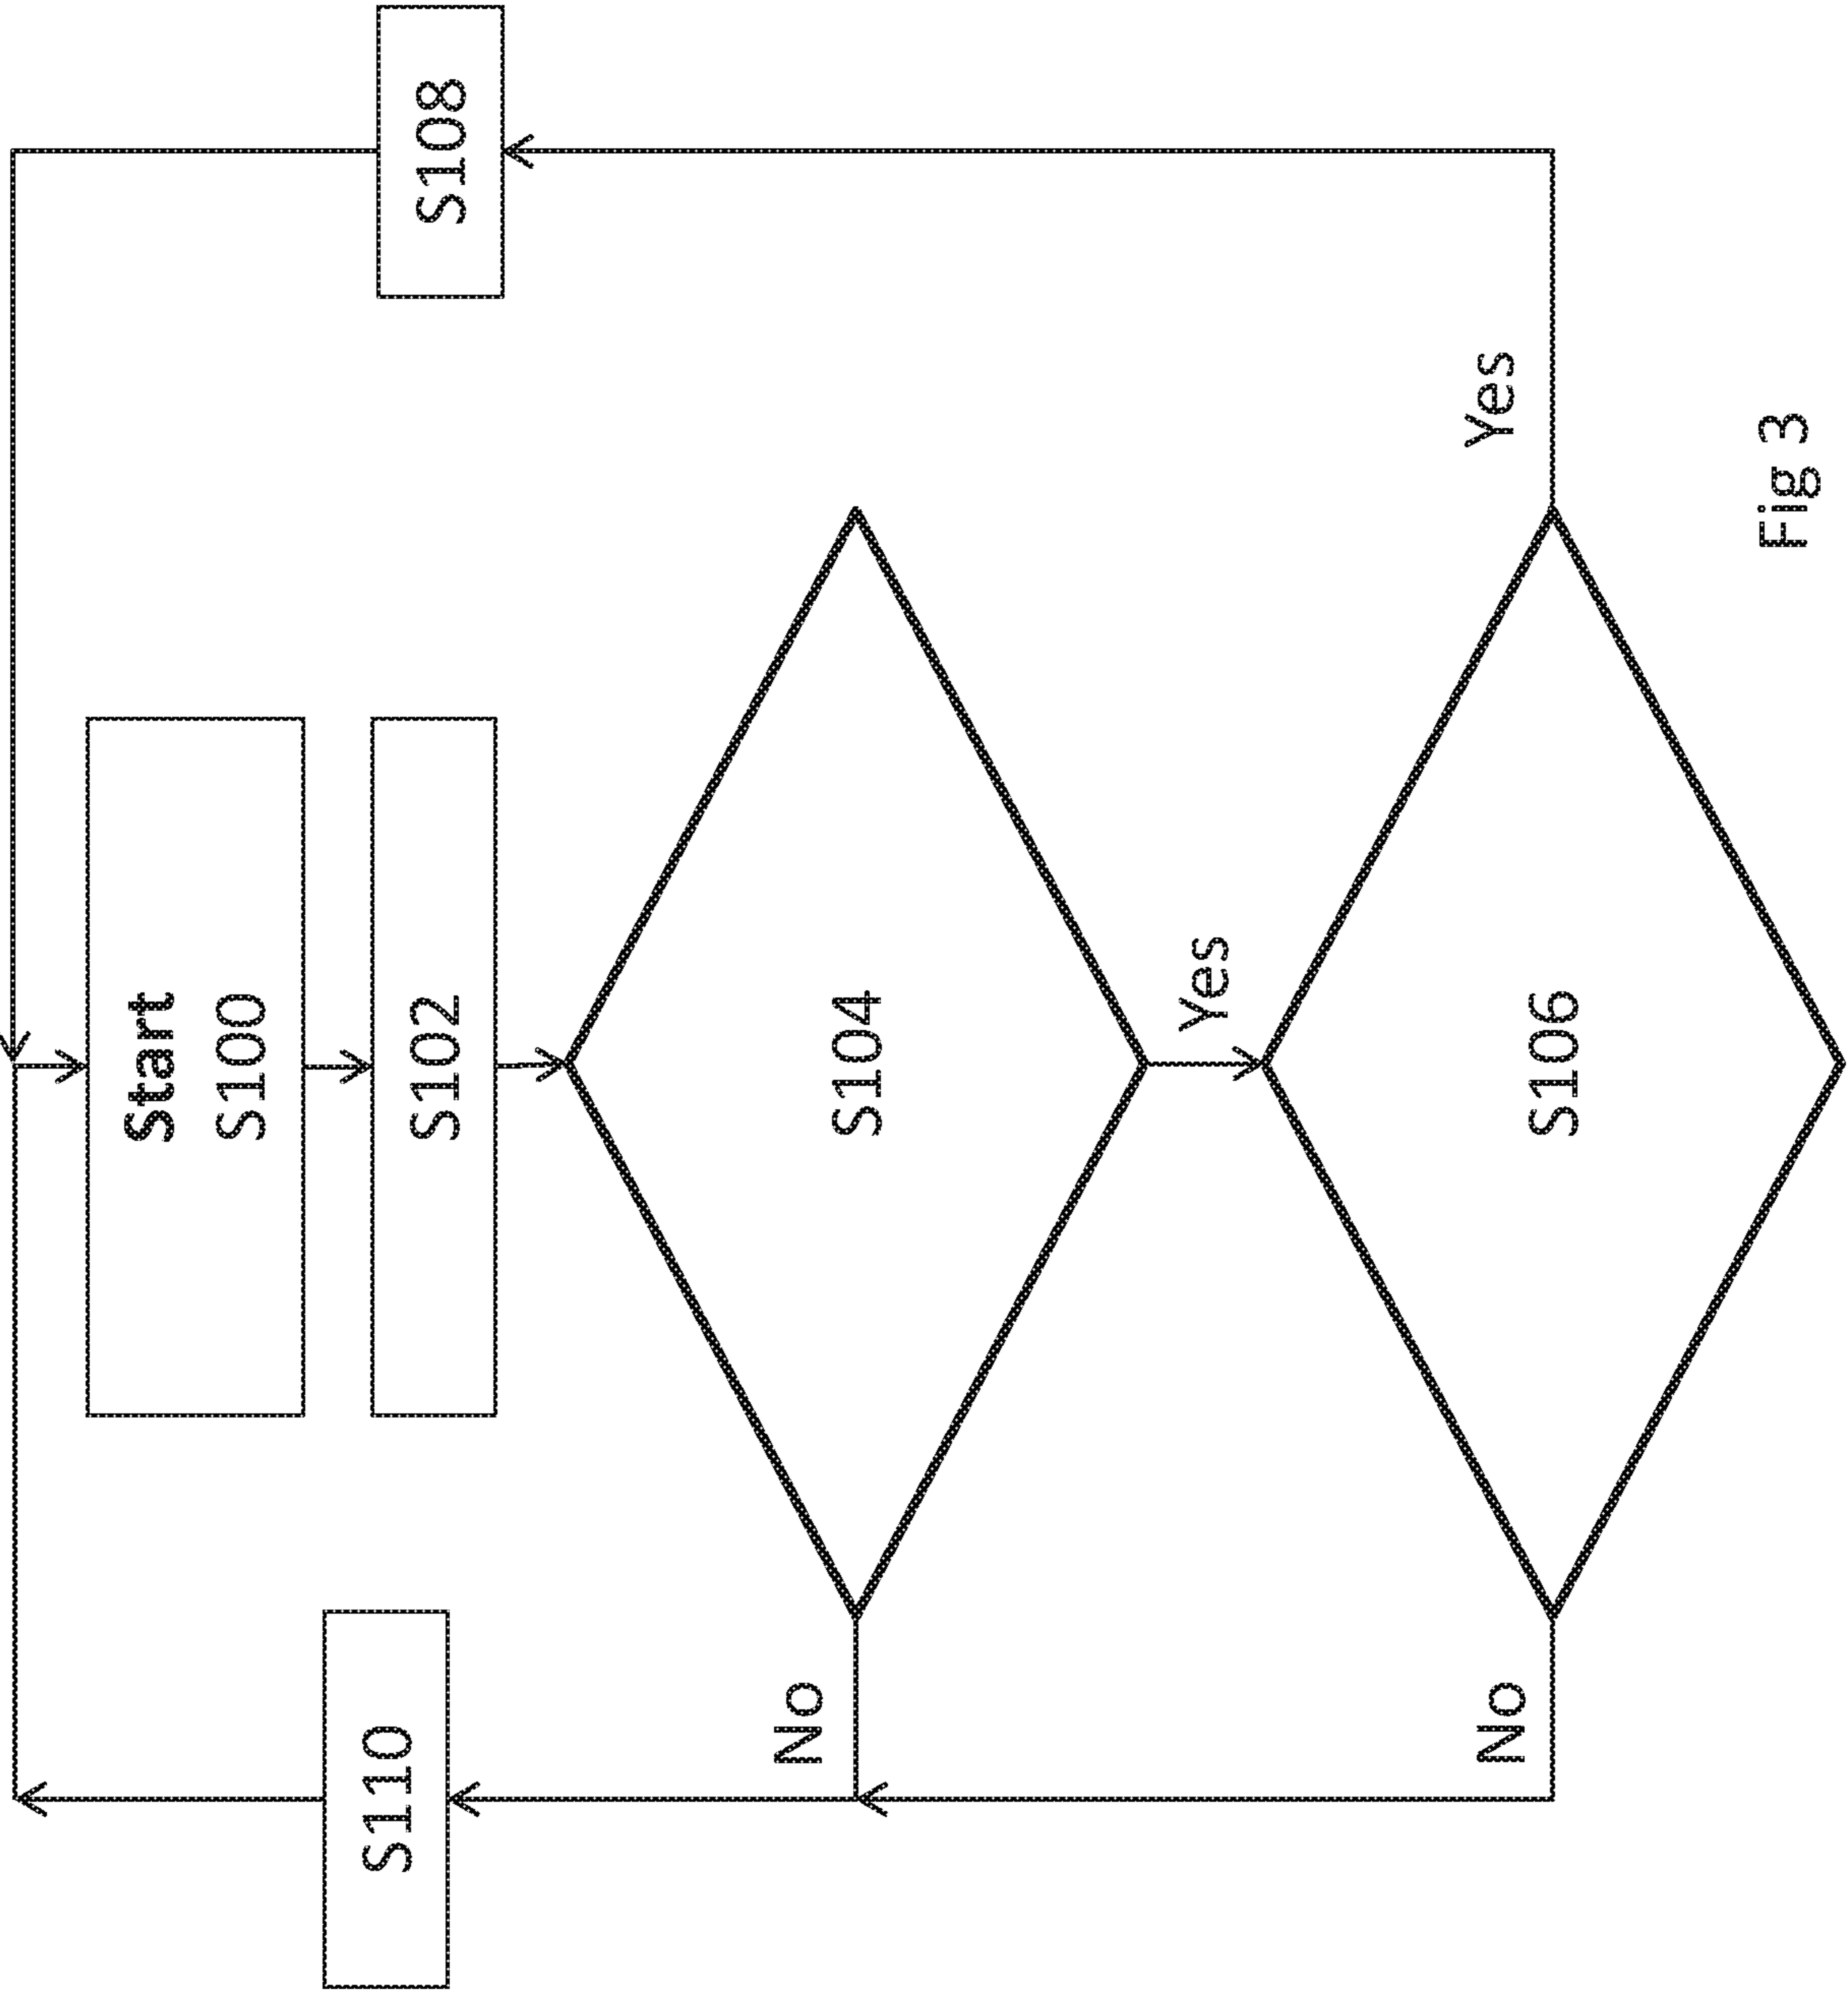 Start
S100
S102
S104
Yes
S106
No
No
Yes
S110
S108
Fig 3